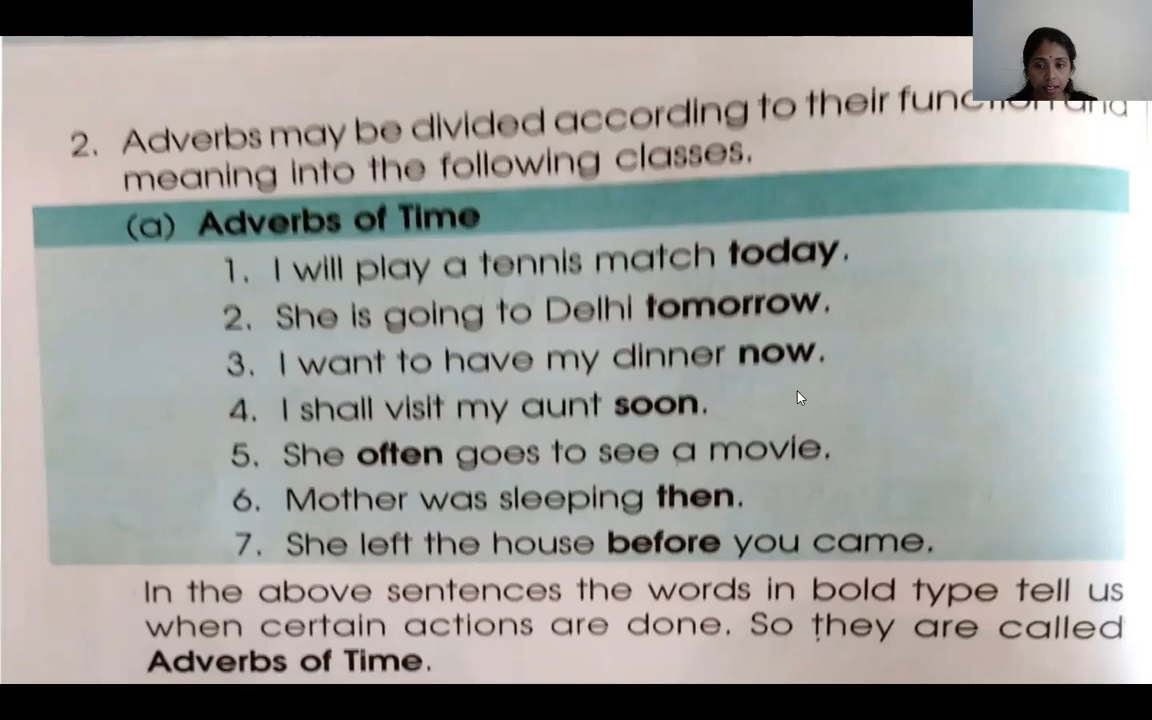 2. Adverbs may be divided according to their function and
meaning into the following classes.
(a) Adverbs of Time
1. I will play a tennis match today.
2. She is going to Delhi tomorrow.
3. I want to have my dinner now.
4. I shall visit my aunt soon.
5. She often goes to see a movie.
6. Mother was sleeping then.
7. She left the house before you came.
In the above sentences the words in bold type tell us
when certain actions are done. So they are called
Adverbs of Time.